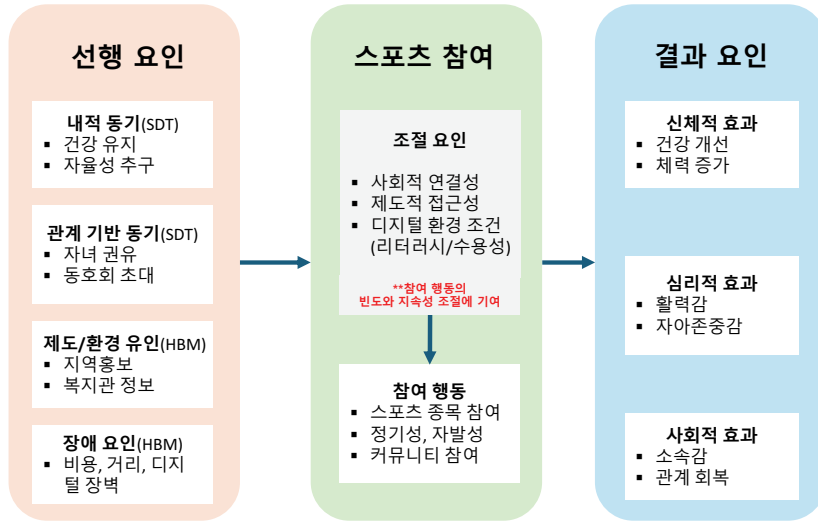 선행 요인
내적 동기(SDT)
▪ 건강 유지
▪ 자율성 추구
관계 기반 동기(SDT)
▪ 자녀 권유
▪ 동호회 초대
제도/환경 유인(HBM)
▪ 지역홍보
▪ 복지관 정보
장애 요인(HBM)
▪ 비용, 거리, 디지
털 장벽
스포츠 참여
조절 요인
▪ 사회적 연결성
▪ 제도적 접근성
▪ 디지털 환경 조건
(리터러시/수용성)
**참여 행동의
빈도와 지속성 조절에 기여
참여 행동
▪ 스포츠 종목 참여
▪ 정기성, 자발성
▪ 커뮤니티 참여
결과 요인
신체적 효과
▪ 건강 개선
▪ 체력 증가
심리적 효과
▪ 활력감
▪ 자아존중감
사회적 효과
▪ 소속감
▪ 관계 회복